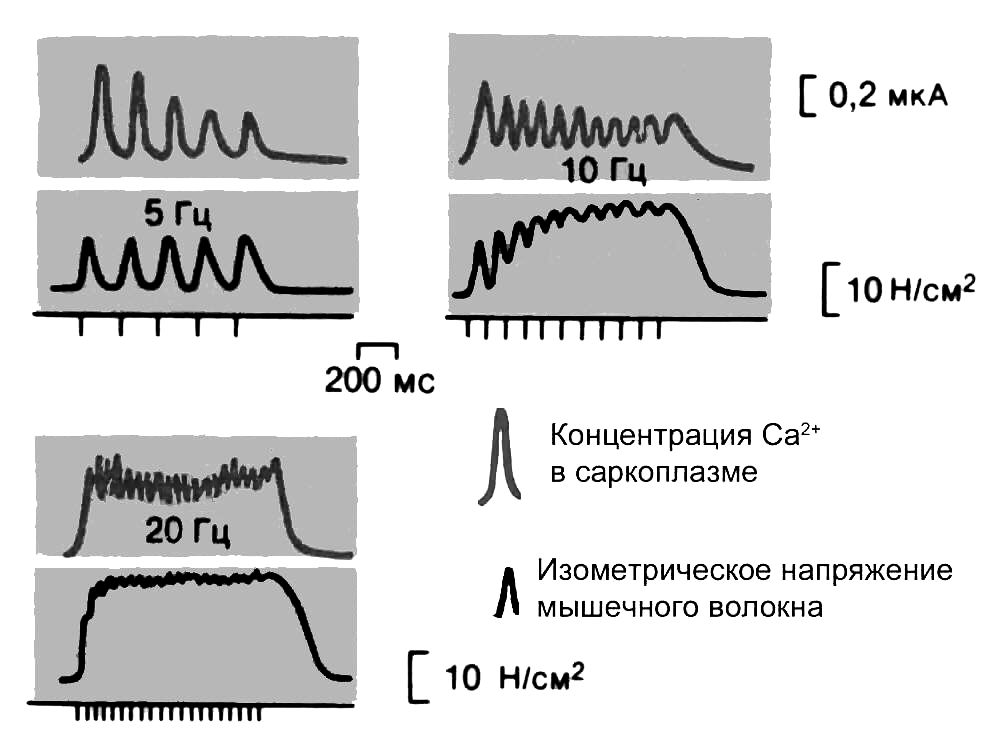 0,2 мкА
10 Гц
5 Гц
10 Н/см²
200 мс
Концентрация Ca²⁺
в саркоплазме
20 Гц
Изометрическое напряжение
мышечного волокна
10 Н/см²